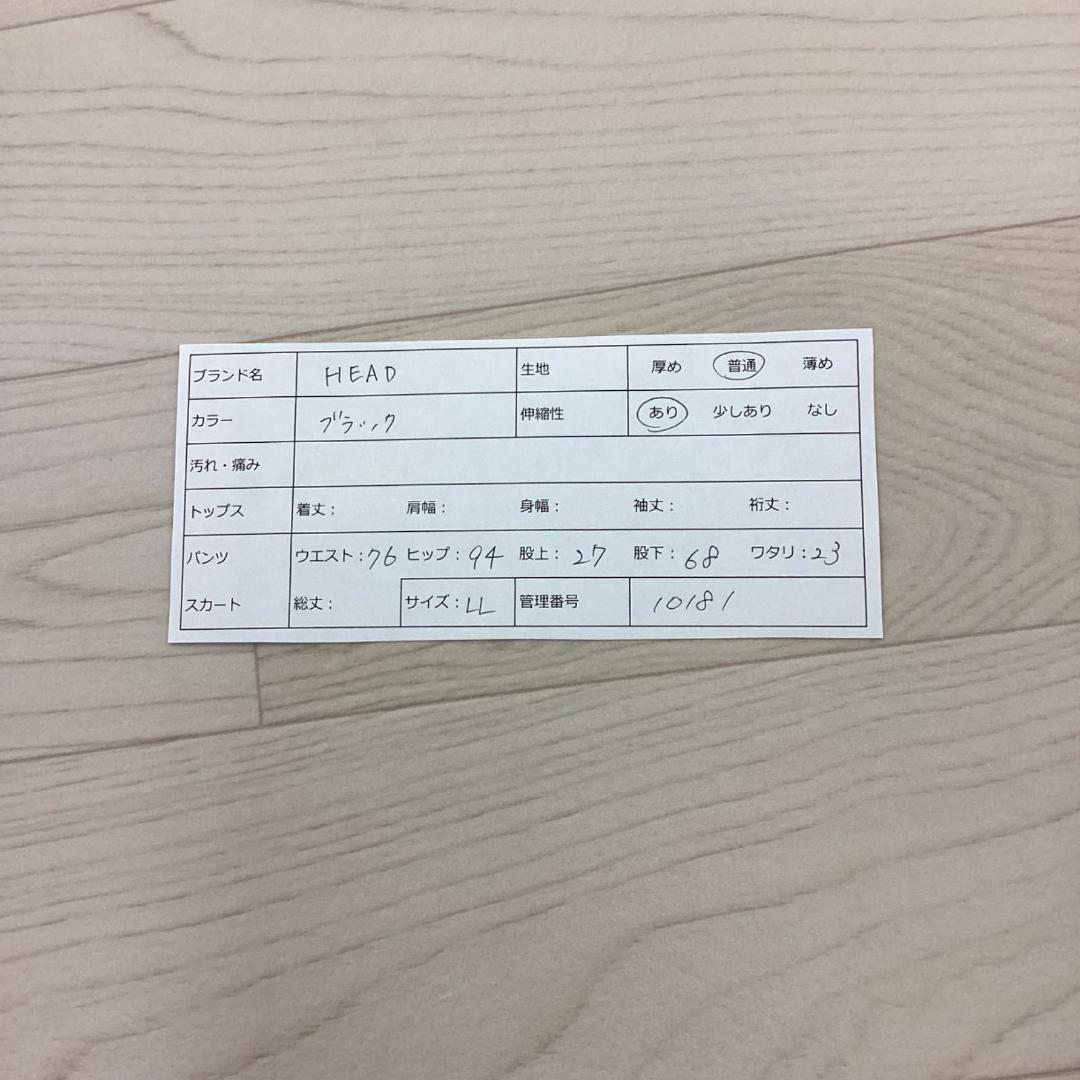 ブランド名 HEAD 生地 厚め 普通 薄め
カラー ブラック 伸縮性 あり 少しあり なし
汚れ・痛み
トップス 着丈： 肩幅： 身幅： 袖丈： 裄丈：
パンツ ウエスト：76 ヒップ：94 股上：27 股下：68 ワタリ：23
スカート 総丈： サイズ：LL 管理番号 10181